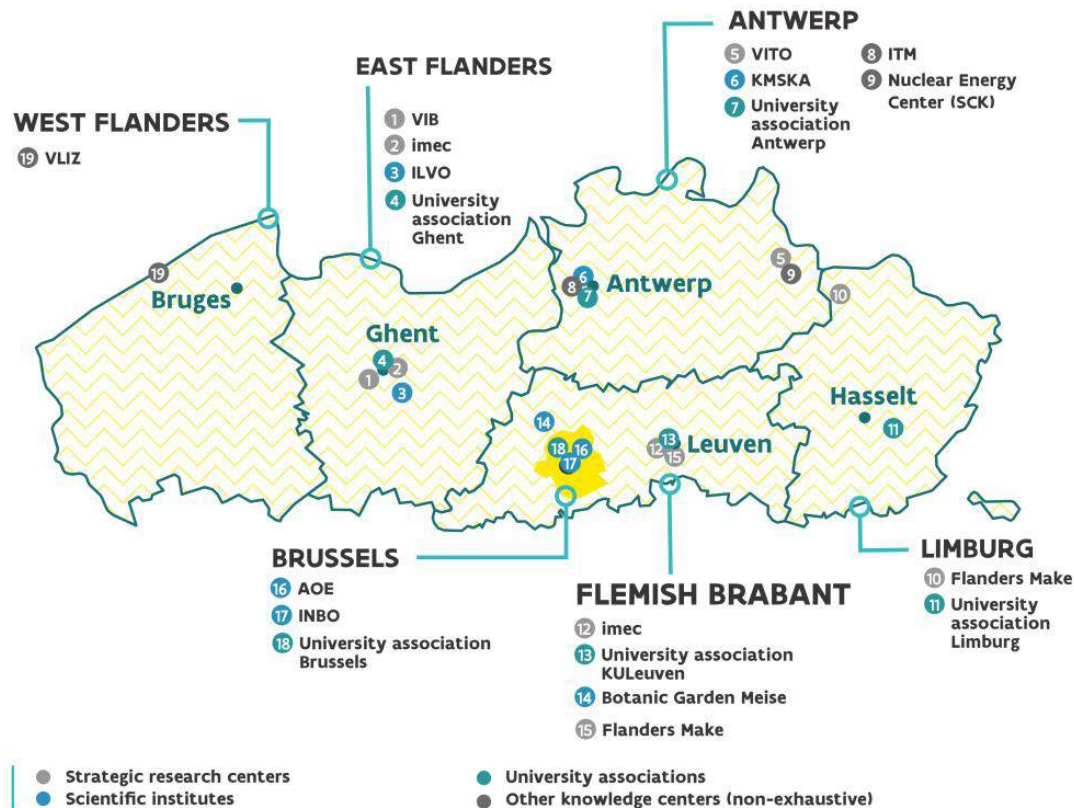 ANTWERP
5 VITO
6 KMSKA
7 University
association
Antwerp
8 ITM
9 Nuclear Energy
Center (SCK)
EAST FLANDERS
1 VIB
2 imec
3 ILVO
4 University
association
Ghent
WEST FLANDERS
19 VLIZ
19
Bruges
Ghent
4
2
1
3
6
8
7
Antwerp
5
9
10
Hasselt
11
14
18
16
17
13
12
15
Leuven
BRUSSELS
16 AOE
17 INBO
18 University association
Brussels
FLEMISH BRABANT
12 imec
13 University association
KULeuven
14 Botanic Garden Meise
15 Flanders Make
LIMBURG
10 Flanders Make
11 University
association
Limburg
Strategic research centers
Scientific institutes
University associations
Other knowledge centers (non-exhaustive)